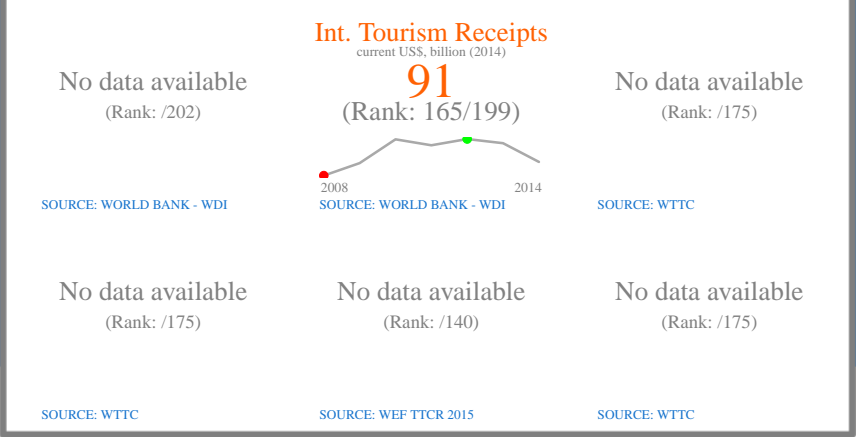 Int. Tourism Receipts
current US$, billion (2014)
No data available
(Rank: /202)
91
(Rank: 165/199)
No data available
(Rank: /175)
2008
2014
SOURCE: WORLD BANK - WDI
SOURCE: WORLD BANK - WDI
SOURCE: WTTC
No data available
(Rank: /175)
No data available
(Rank: /140)
No data available
(Rank: /175)
SOURCE: WTTC
SOURCE: WEF TTCR 2015
SOURCE: WTTC